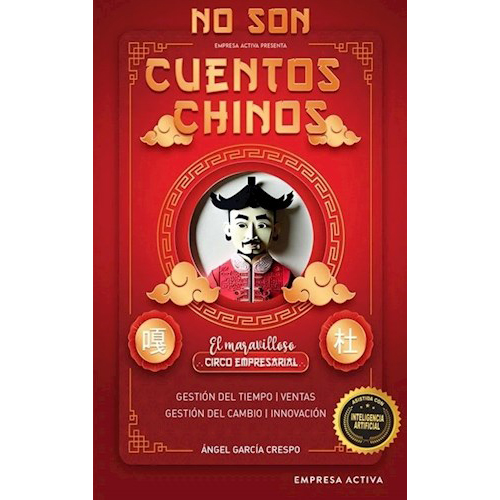 NO SON
EMPRESA ACTIVA PRESENTA
CUENTOS
CHINOS
El maravilloso
CIRCO EMPRESARIAL
嘎
杜
GESTIÓN DEL TIEMPO | VENTAS
GESTIÓN DEL CAMBIO | INNOVACIÓN
ASISTIDA CON
INTELIGENCIA
ARTIFICIAL
ÁNGEL GARCÍA CRESPO
EMPRESA ACTIVA